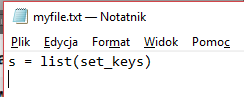 myfile.txt — Notatnik
Plik Edycja Format Widok Pomoc
s = list(set_keys)